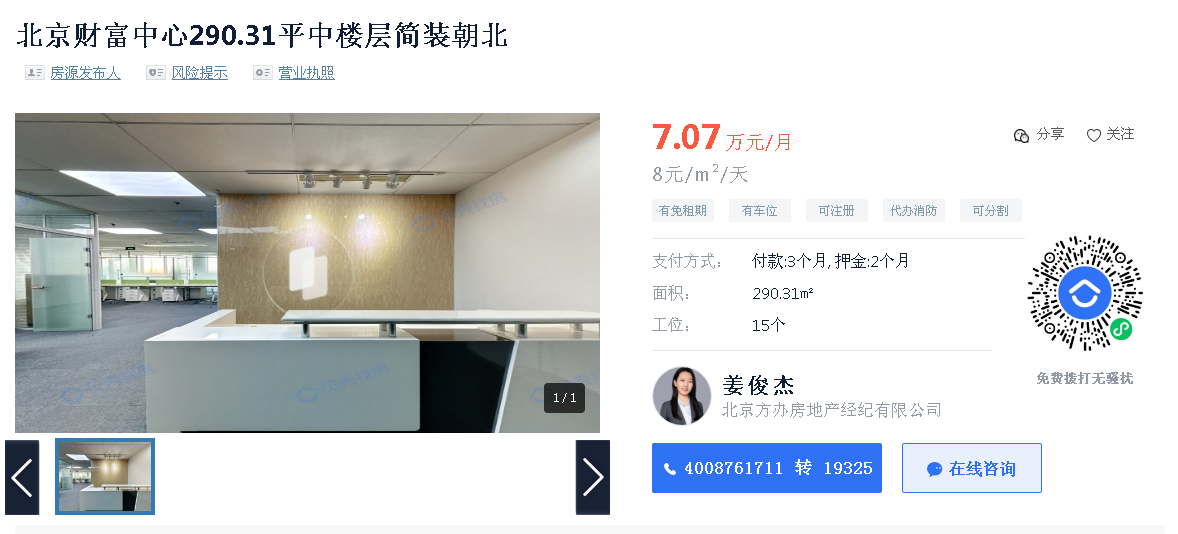 北京财富中心290.31平中楼层简装朝北
房源发布人 风险提示 营业执照
7.07 万元/月
分享 关注
8元/m²/天
有免租期 有车位 可注册 代办消防 可分割
支付方式: 付款:3个月, 押金:2个月
面积: 290.31㎡
工位: 15个
1/1
免费拨打无骚扰
姜俊杰
北京方办房地产经纪有限公司
4008761711 转 19325
在线咨询